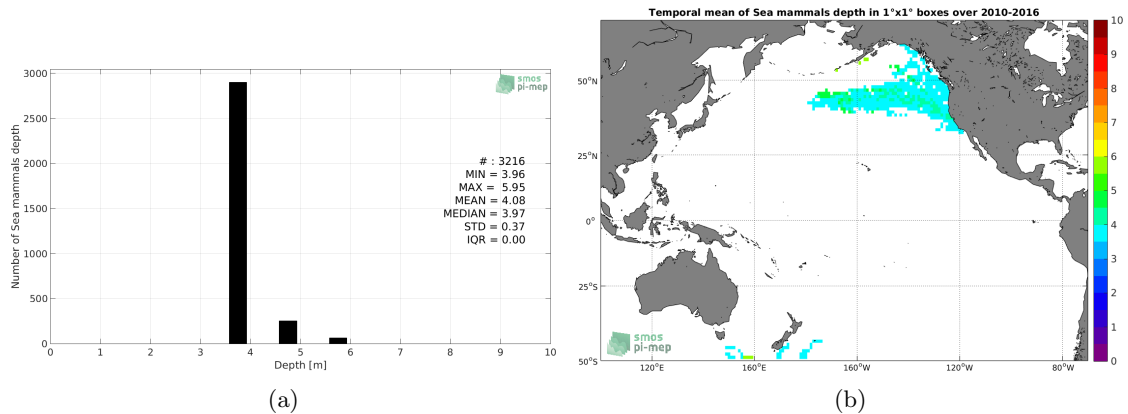 3000
2500
2000
1500
1000
500
0
Number of Sea mammals depth
smos
pi-mep
# : 3216
MIN = 3.96
MAX = 5.95
MEAN = 4.08
MEDIAN = 3.97
STD = 0.37
IQR = 0.00
0 1 2 3 4 5 6 7 8 9 10
Depth [m]
(a)
Temporal mean of Sea mammals depth in 1°x1° boxes over 2010-2016
50°N
25°N
0°
25°S
50°S
smos
pi-mep
120°E 160°E 160°W 120°W 80°W
10
9
8
7
6
5
4
3
2
1
0
(b)